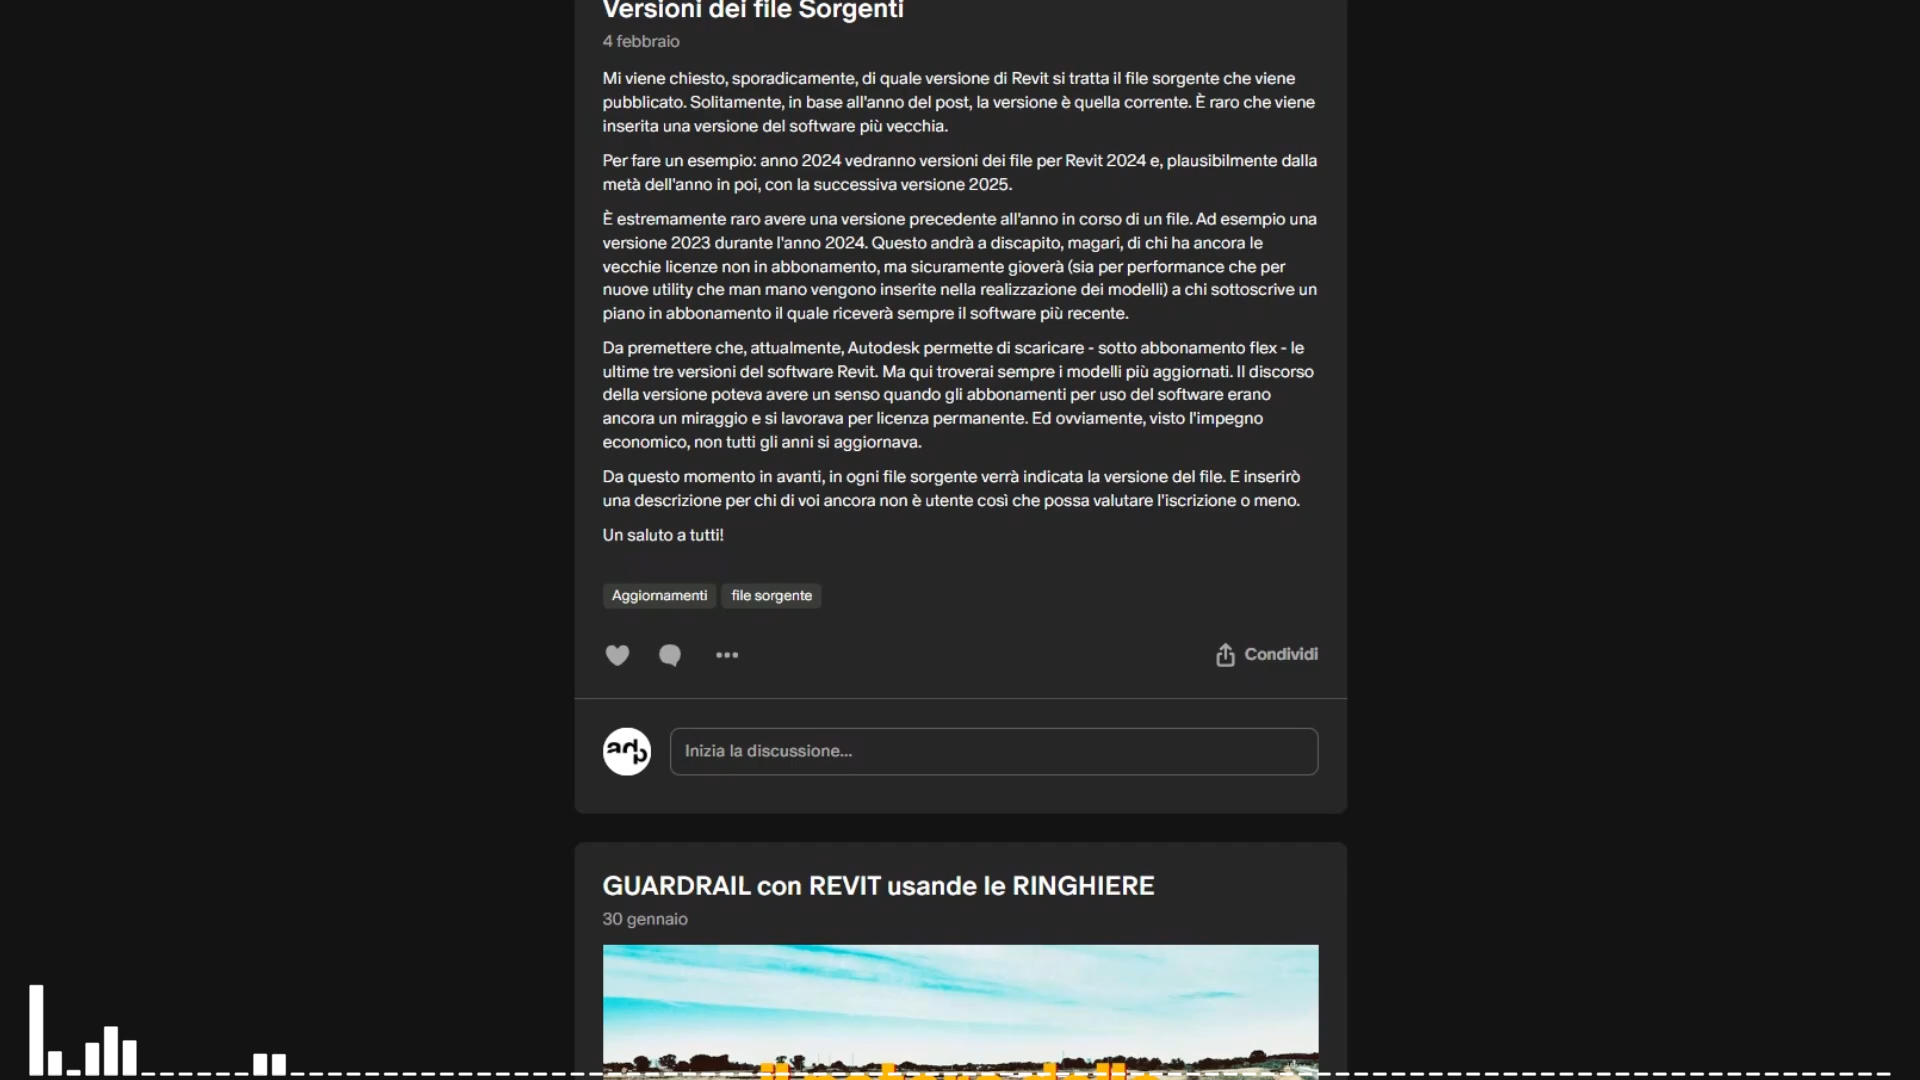 Versioni dei file Sorgenti
4 febbraio
Mi viene chiesto, sporadicamente, di quale versione di Revit si tratta il file sorgente che viene
pubblicato. Solitamente, in base all'anno del post, la versione è quella corrente. È raro che viene
inserita una versione del software più vecchia.
Per fare un esempio: anno 2024 vedranno versioni dei file per Revit 2024 e, plausibilmente dalla
metà dell'anno in poi, con la successiva versione 2025.
È estremamente raro avere una versione precedente all'anno in corso di un file. Ad esempio una
versione 2023 durante l'anno 2024. Questo andrà a discapito, magari, di chi ha ancora le
vecchie licenze non in abbonamento, ma sicuramente gioverà (sia per performance che per
nuove utility che man mano vengono inserite nella realizzazione dei modelli) a chi sottoscrive un
piano in abbonamento il quale riceverà sempre il software più recente.
Da premettere che, attualmente, Autodesk permette di scaricare - sotto abbonamento flex - le
ultime tre versioni del software Revit. Ma qui troverai sempre i modelli più aggiornati. Il discorso
della versione poteva avere un senso quando gli abbonamenti per uso del software erano
ancora un miraggio e si lavorava per licenza permanente. Ed ovviamente, visto l'impegno
economico, non tutti gli anni si aggiornava.
Da questo momento in avanti, in ogni file sorgente verrà indicata la versione del file. E inserirò
una descrizione per chi di voi ancora non è utente così che possa valutare l'iscrizione o meno.
Un saluto a tutti!
Aggiornamenti file sorgente
Condividi
adp Inizia la discussione...
GUARDRAIL con REVIT usande le RINGHIERE
30 gennaio